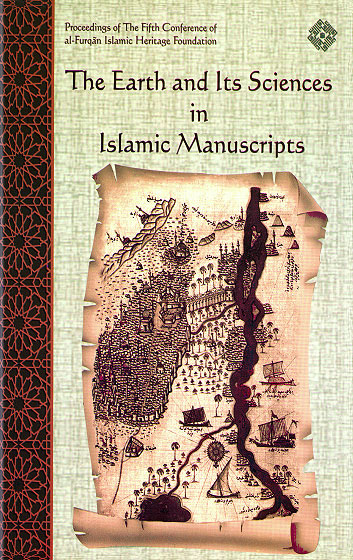 Proceedings of The Fifth Conference of
al-Furqān Islamic Heritage Foundation
The Earth and Its Sciences
in
Islamic Manuscripts